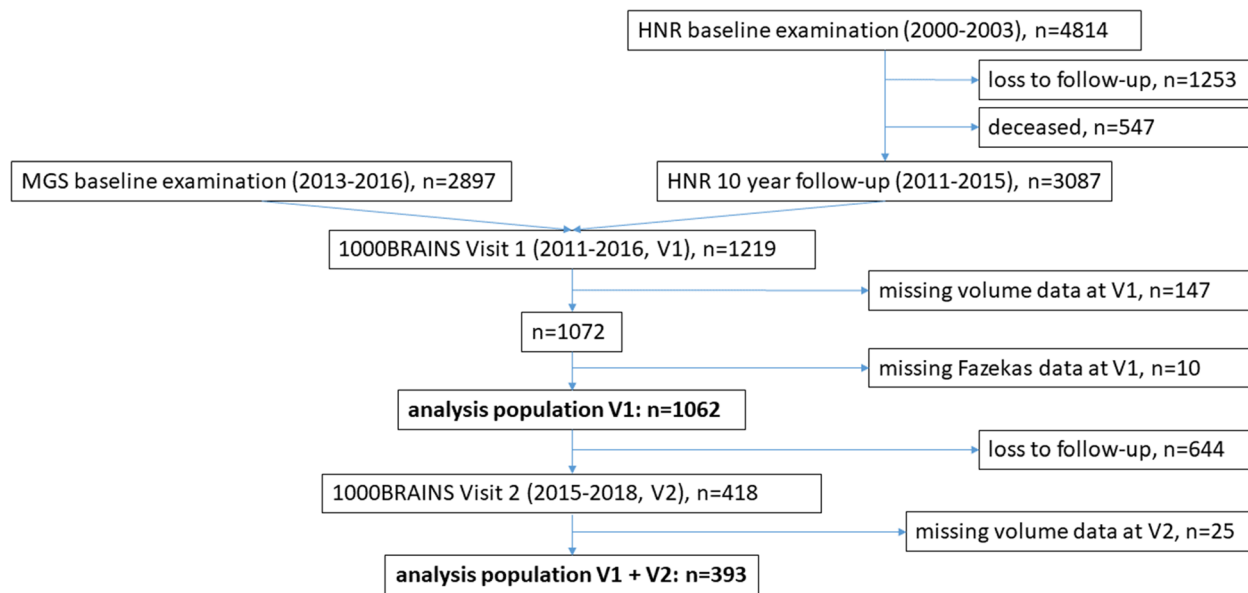 HNR baseline examination (2000-2003), n=4814
loss to follow-up, n=1253
deceased, n=547
MGS baseline examination (2013-2016), n=2897
HNR 10 year follow-up (2011-2015), n=3087
1000BRAINS Visit 1 (2011-2016, V1), n=1219
missing volume data at V1, n=147
n=1072
missing Fazekas data at V1, n=10
analysis population V1: n=1062
loss to follow-up, n=644
1000BRAINS Visit 2 (2015-2018, V2), n=418
missing volume data at V2, n=25
analysis population V1 + V2: n=393